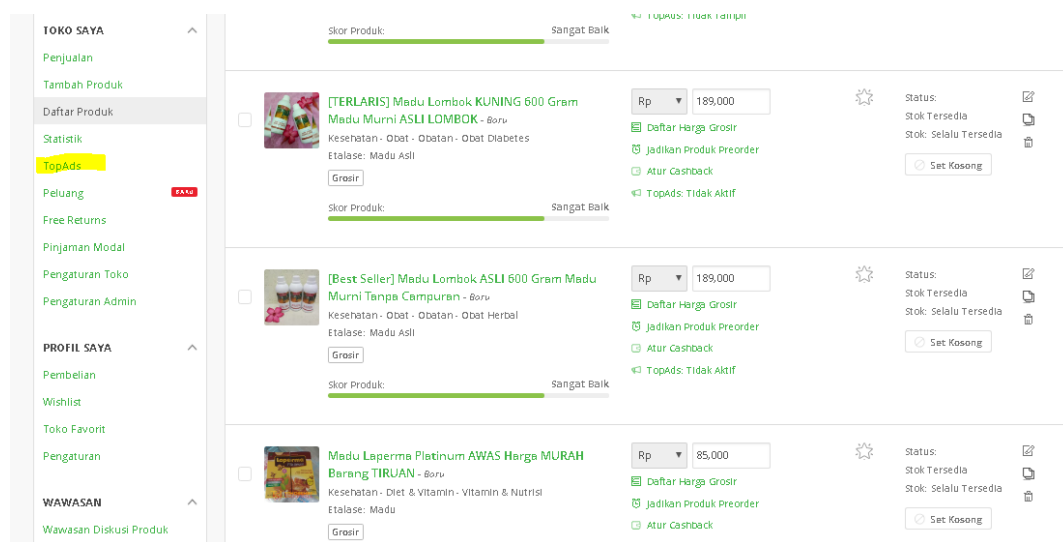 TOKO SAYA
Penjualan
Tambah Produk
Daftar Produk
Statistik
TopAds
Peluang
BARU
Free Returns
Pinjaman Modal
Pengaturan Toko
Pengaturan Admin
PROFIL SAYA
Pembelian
Wishlist
Toko Favorit
Pengaturan
WAWASAN
Wawasan Diskusi Produk
Skor Produk: Sangat Baik
TopAds: Tidak Tampil
[TERLARIS] Madu Lombok KUNING 600 Gram
Madu Murni ASLI LOMBOK - Baru
Kesehatan - Obat - Obatan - Obat Diabetes
Etalase: Madu Asli
Grosir
Skor Produk: Sangat Baik
Rp 189,000
Daftar Harga Grosir
Jadikan Produk Preorder
Atur Cashback
TopAds: Tidak Aktif
Status:
Stok Tersedia
Stok: Selalu Tersedia
Set Kosong
[Best Seller] Madu Lombok ASLI 600 Gram Madu
Murni Tanpa Campuran - Baru
Kesehatan - Obat - Obatan - Obat Herbal
Etalase: Madu Asli
Grosir
Skor Produk: Sangat Baik
Rp 189,000
Daftar Harga Grosir
Jadikan Produk Preorder
Atur Cashback
TopAds: Tidak Aktif
Status:
Stok Tersedia
Stok: Selalu Tersedia
Set Kosong
Madu Laperma Platinum AWAS Harga MURAH
Barang TIRUAN - Baru
Kesehatan - Diet & Vitamin - Vitamin & Nutrisi
Etalase: Madu
Grosir
Rp 85,000
Daftar Harga Grosir
Jadikan Produk Preorder
Atur Cashback
Status:
Stok Tersedia
Stok: Selalu Tersedia
Set Kosong